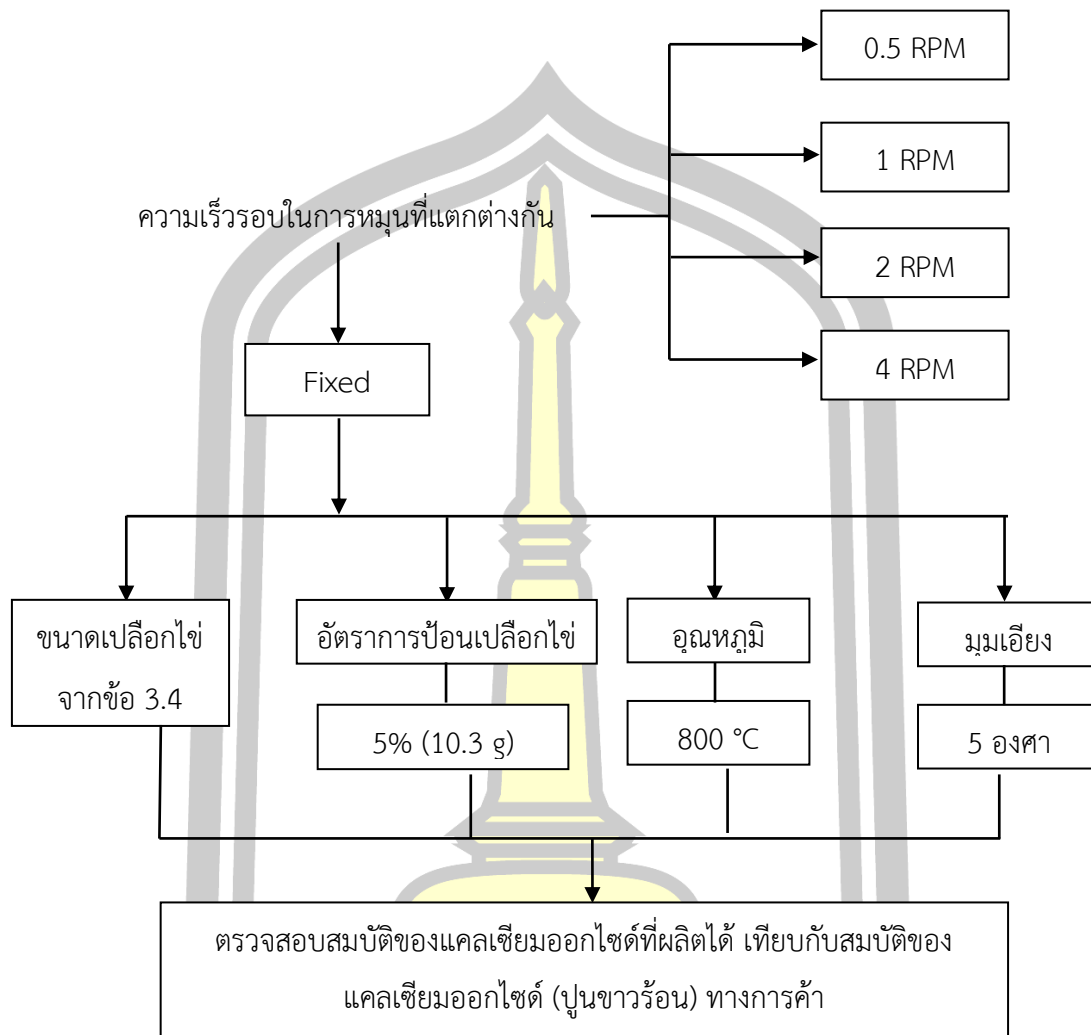 0.5 RPM
1 RPM
ความเร็วรอบในการหมุนที่แตกต่างกัน
2 RPM
4 RPM
Fixed
ขนาดเปลือกไข่
จากข้อ 3.4
อัตราการป้อนเปลือกไข่
5% (10.3 g)
อุณหภูมิ
800 °C
มุมเอียง
5 องศา
ตรวจสอบสมบัติของแคลเซียมออกไซด์ที่ผลิตได้ เทียบกับสมบัติของ
แคลเซียมออกไซด์ (ปูนขาวร้อน) ทางการค้า